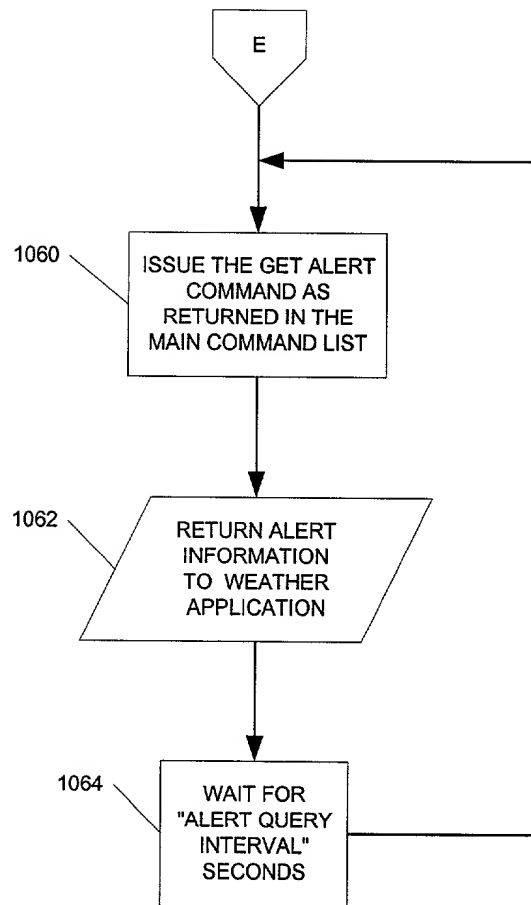 E
1060
ISSUE THE GET ALERT
COMMAND AS
RETURNED IN THE
MAIN COMMAND LIST
1062
RETURN ALERT
INFORMATION
TO WEATHER
APPLICATION
1064
WAIT FOR
"ALERT QUERY
INTERVAL"
SECONDS